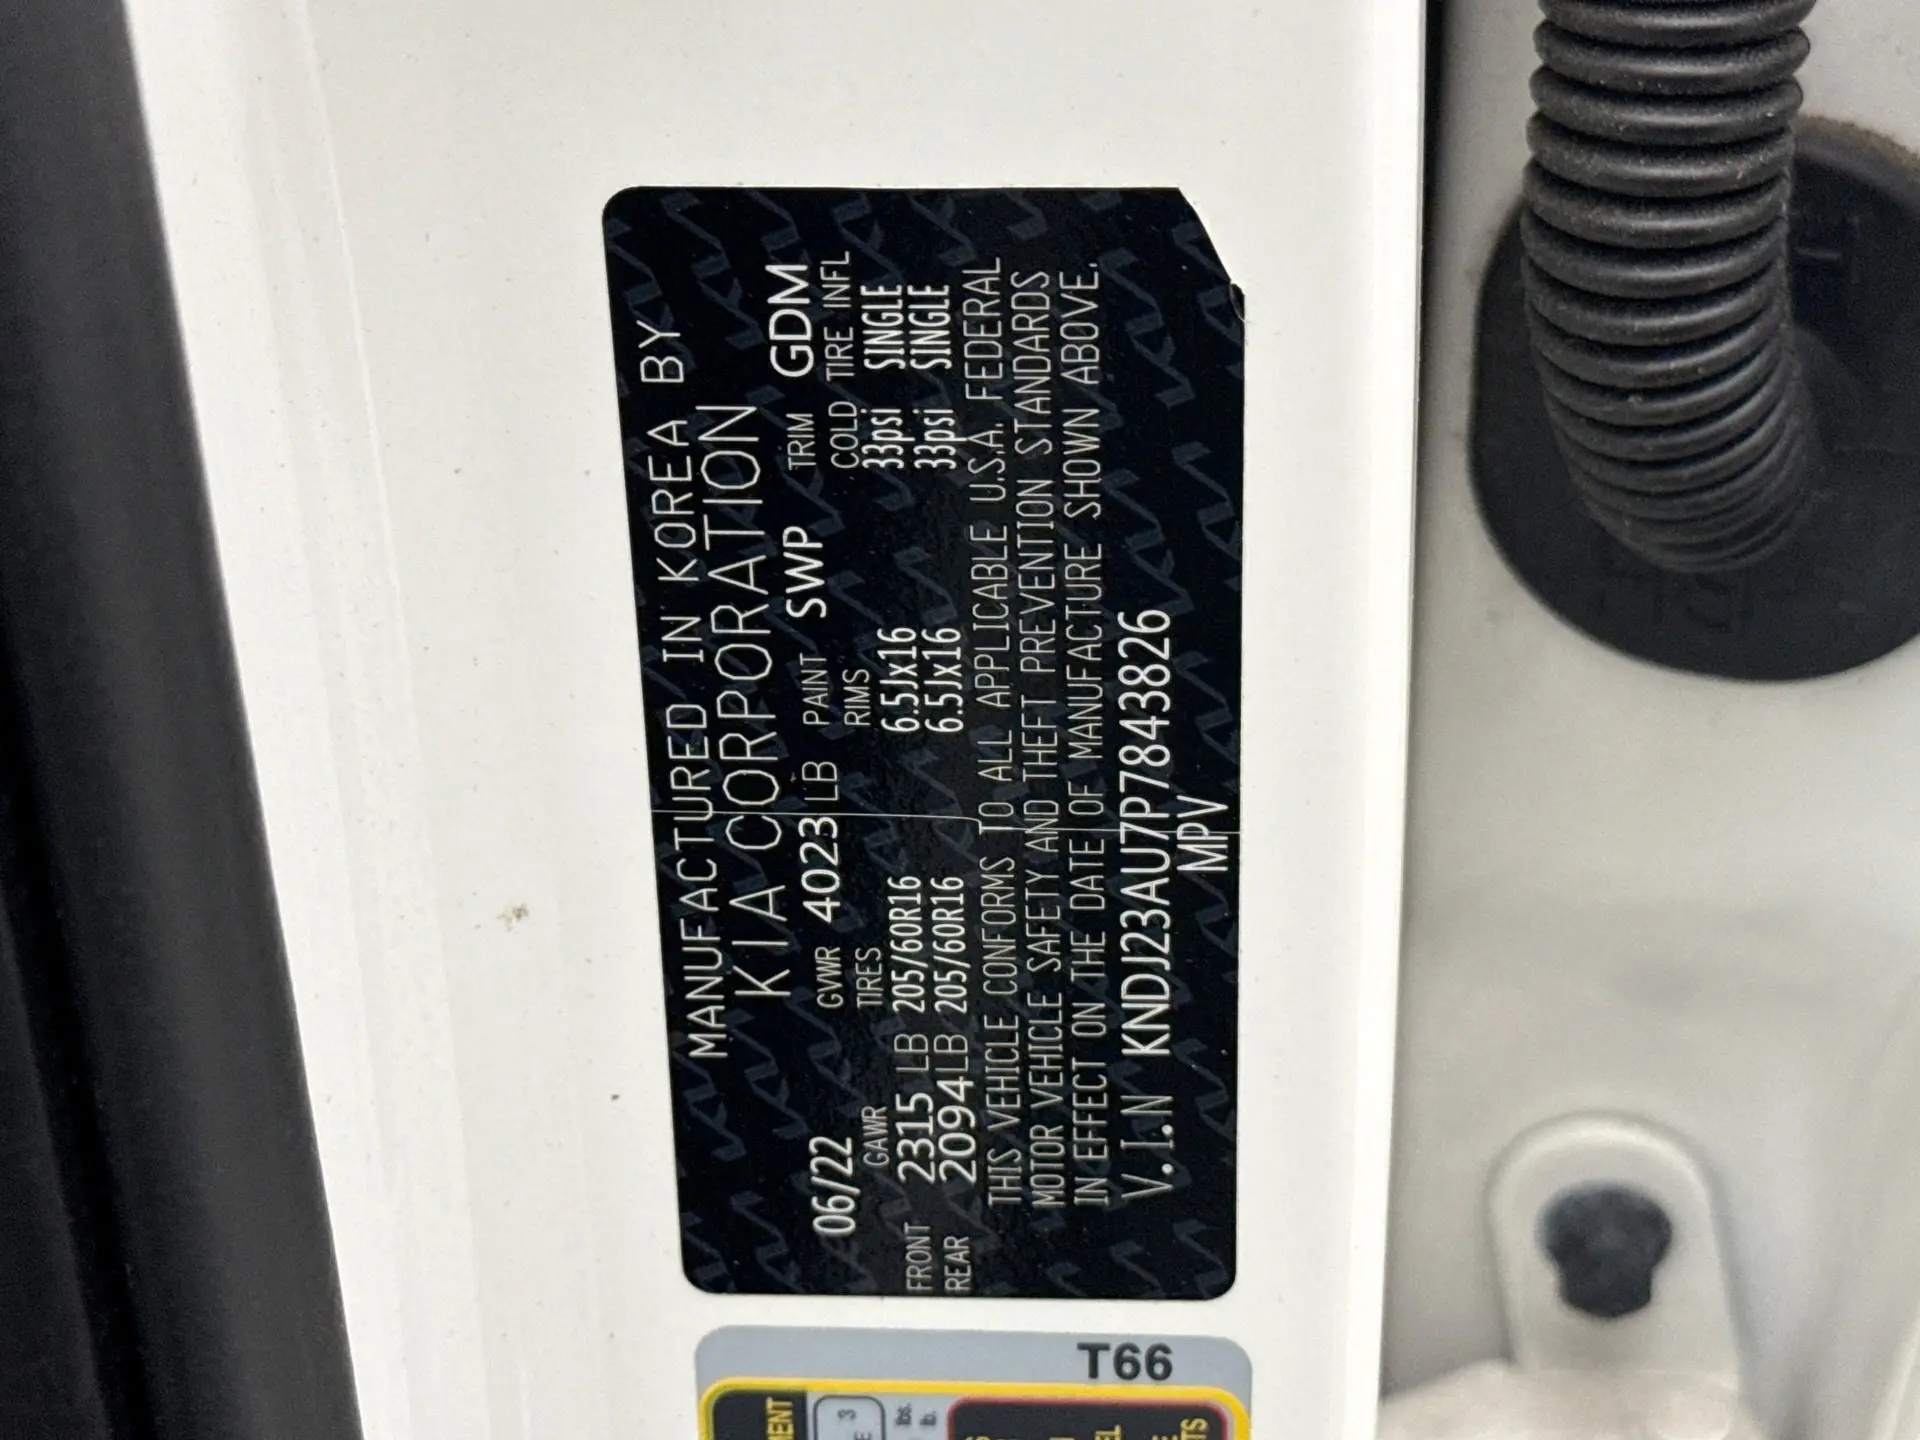 MANUFACTURED IN KOREA BY
KIA CORPORATION
06/22 GVWR 4023LB PAINT SWP TRIM GDM
GAWR TIRES RIMS COLD TIRE INFL
FRONT 2315 LB 205/60R16 6.5Jx16 33psi SINGLE
REAR 2094LB 205/60R16 6.5Jx16 33psi SINGLE
THIS VEHICLE CONFORMS TO ALL APPLICABLE U.S.A. FEDERAL
MOTOR VEHICLE SAFETY AND THEFT PREVENTION STANDARDS
IN EFFECT ON THE DATE OF MANUFACTURE SHOWN ABOVE.
V.I.N KNDJ23AU7P7843826
MPV
T66
3
lbs.
lb.